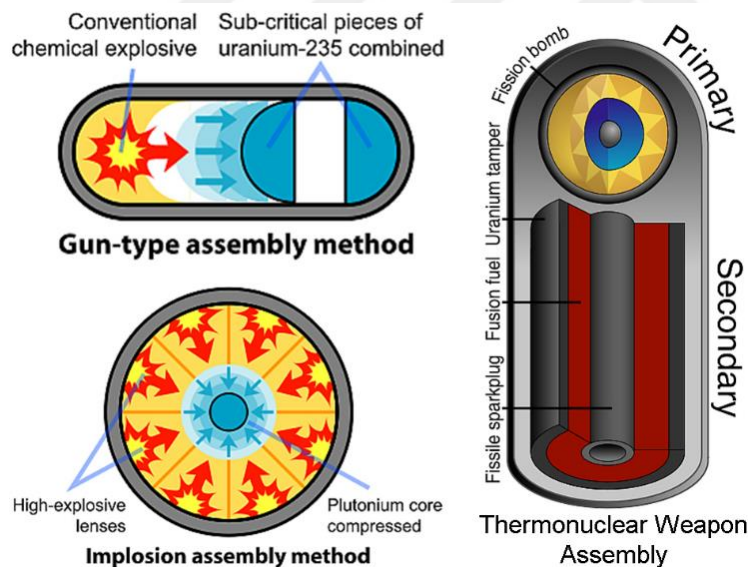 Conventional
chemical explosive
Sub-critical pieces of
uranium-235 combined
Gun-type assembly method
High-explosive
lenses
Plutonium core
compressed
Implosion assembly method
Primary
Fission bomb
Uranium tamper
Fusion fuel
Fissile sparkplug
Secondary
Thermonuclear Weapon
Assembly